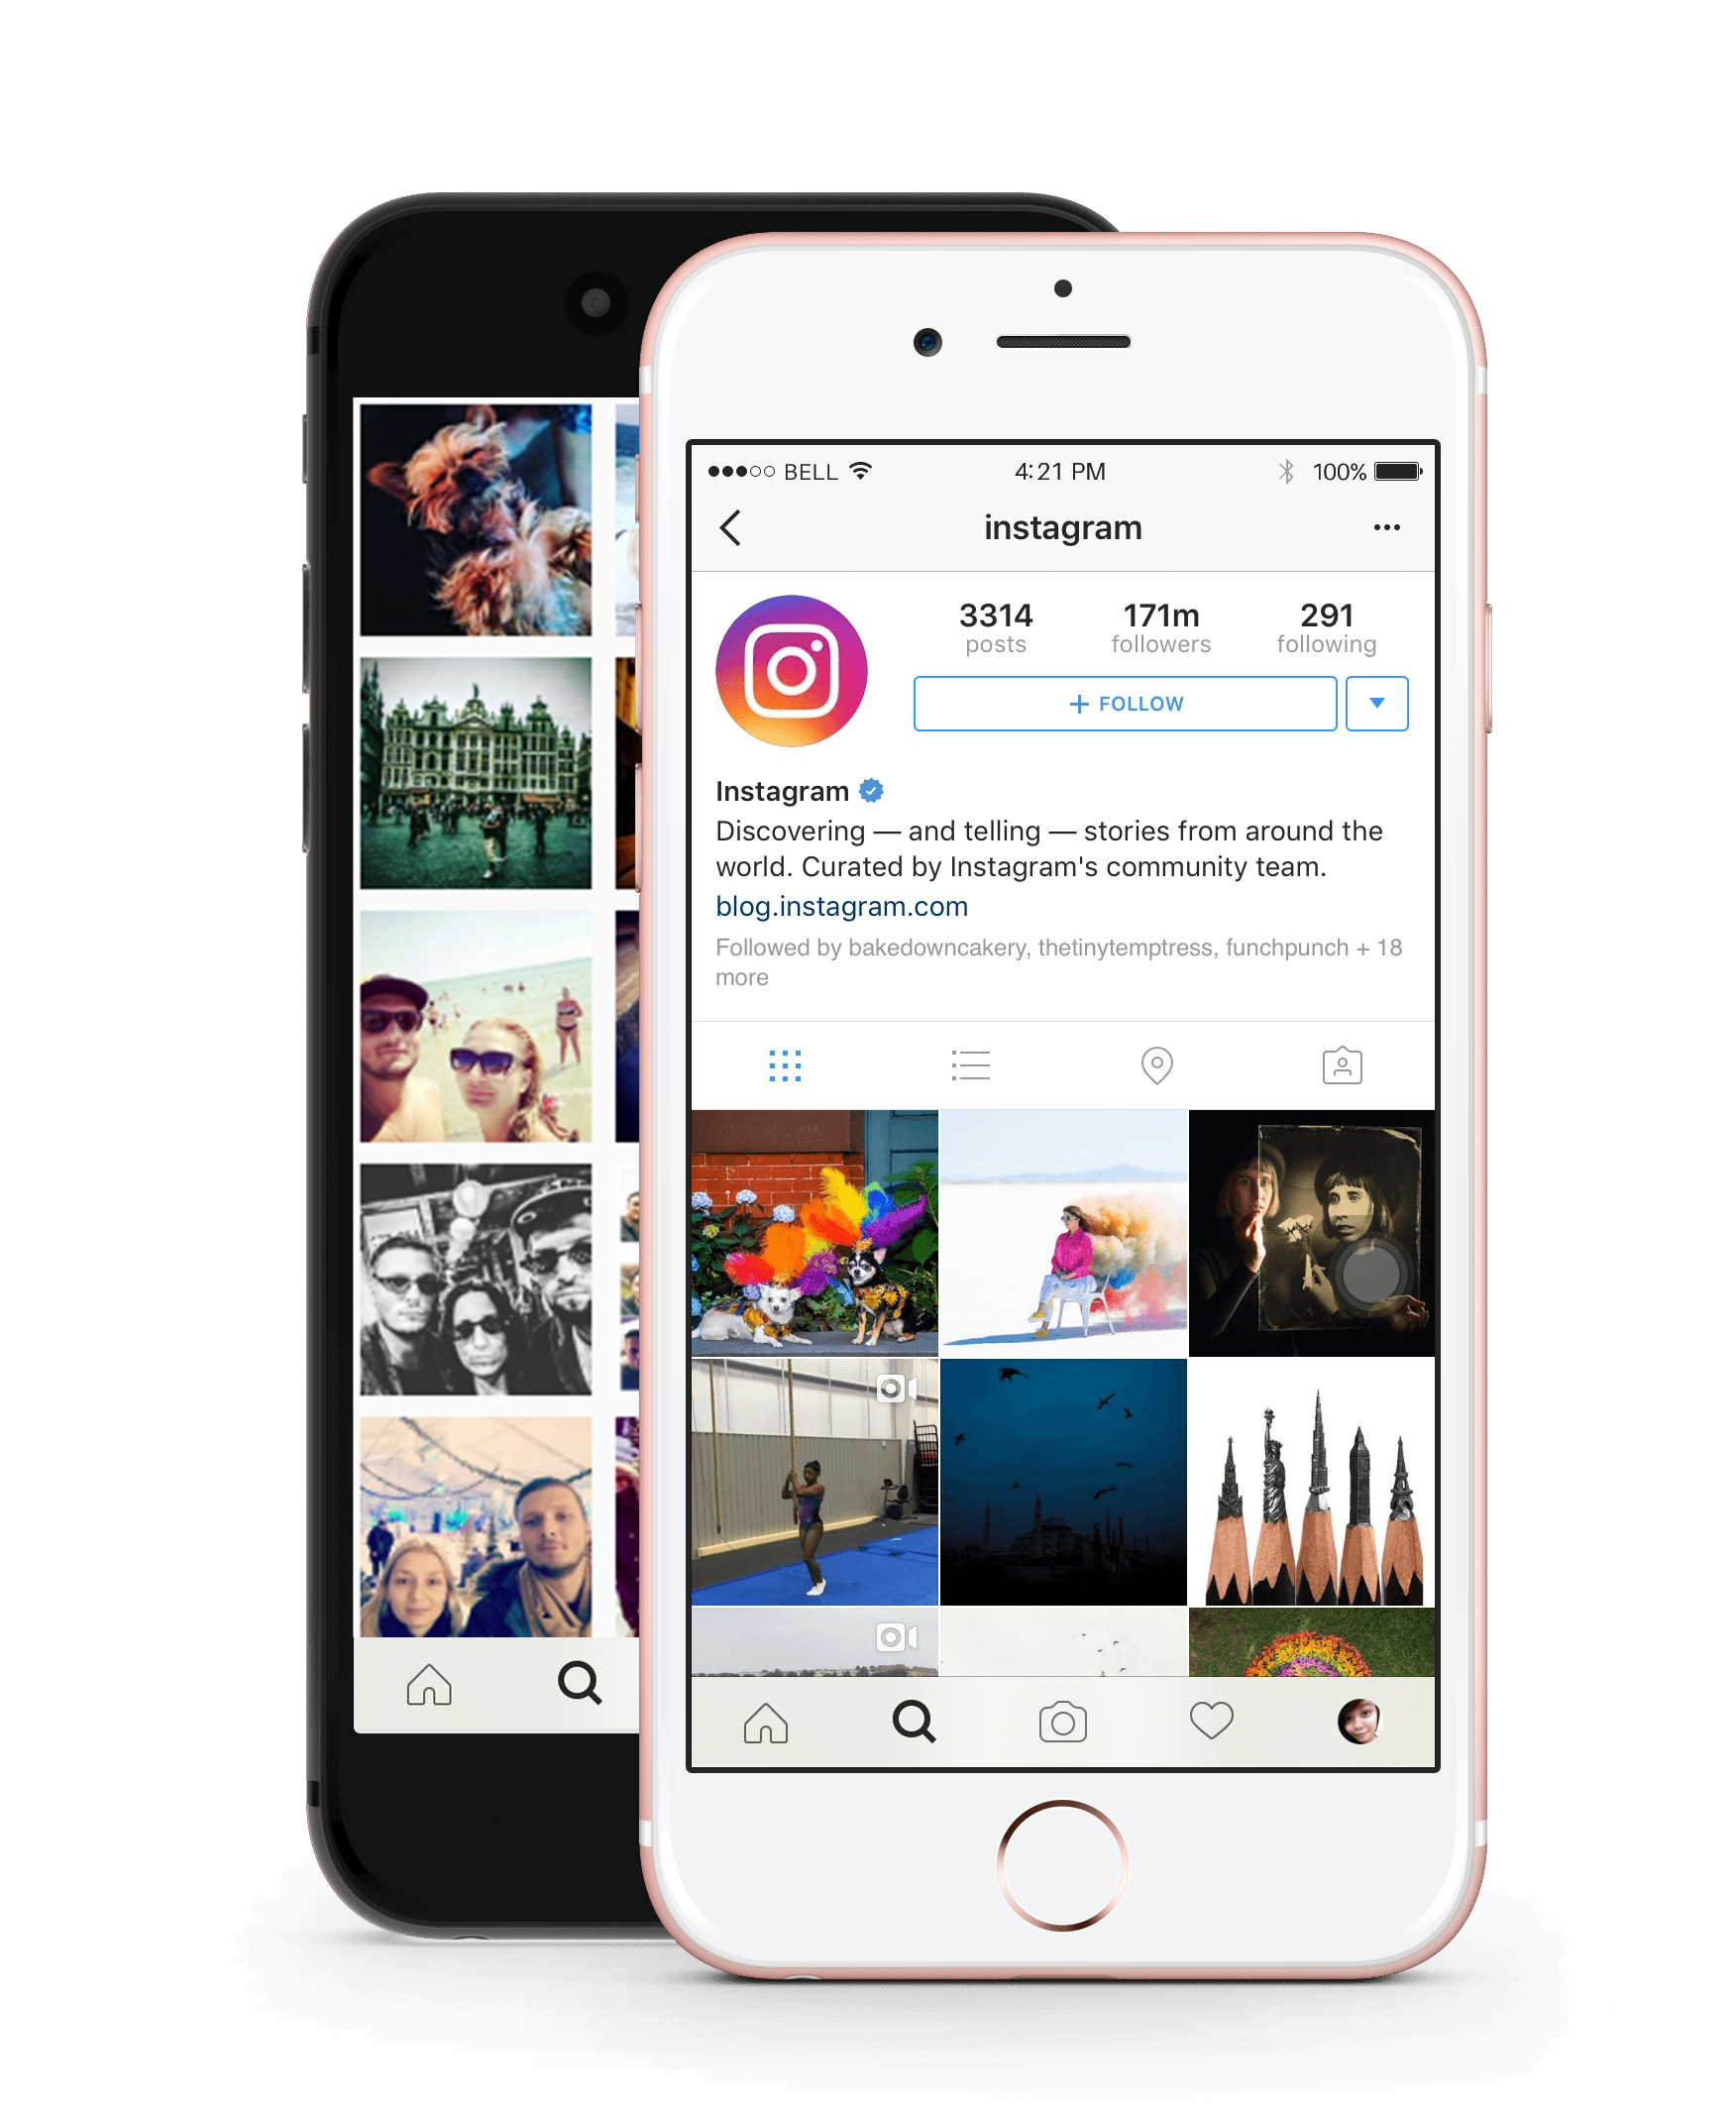 BELL 4:21 PM 100%
instagram
3314 171m 291
posts followers following
+ FOLLOW
Instagram
Discovering — and telling — stories from around the
world. Curated by Instagram's community team.
blog.instagram.com
Followed by bakedowncakery, thetinytemptress, funchpunch + 18
more